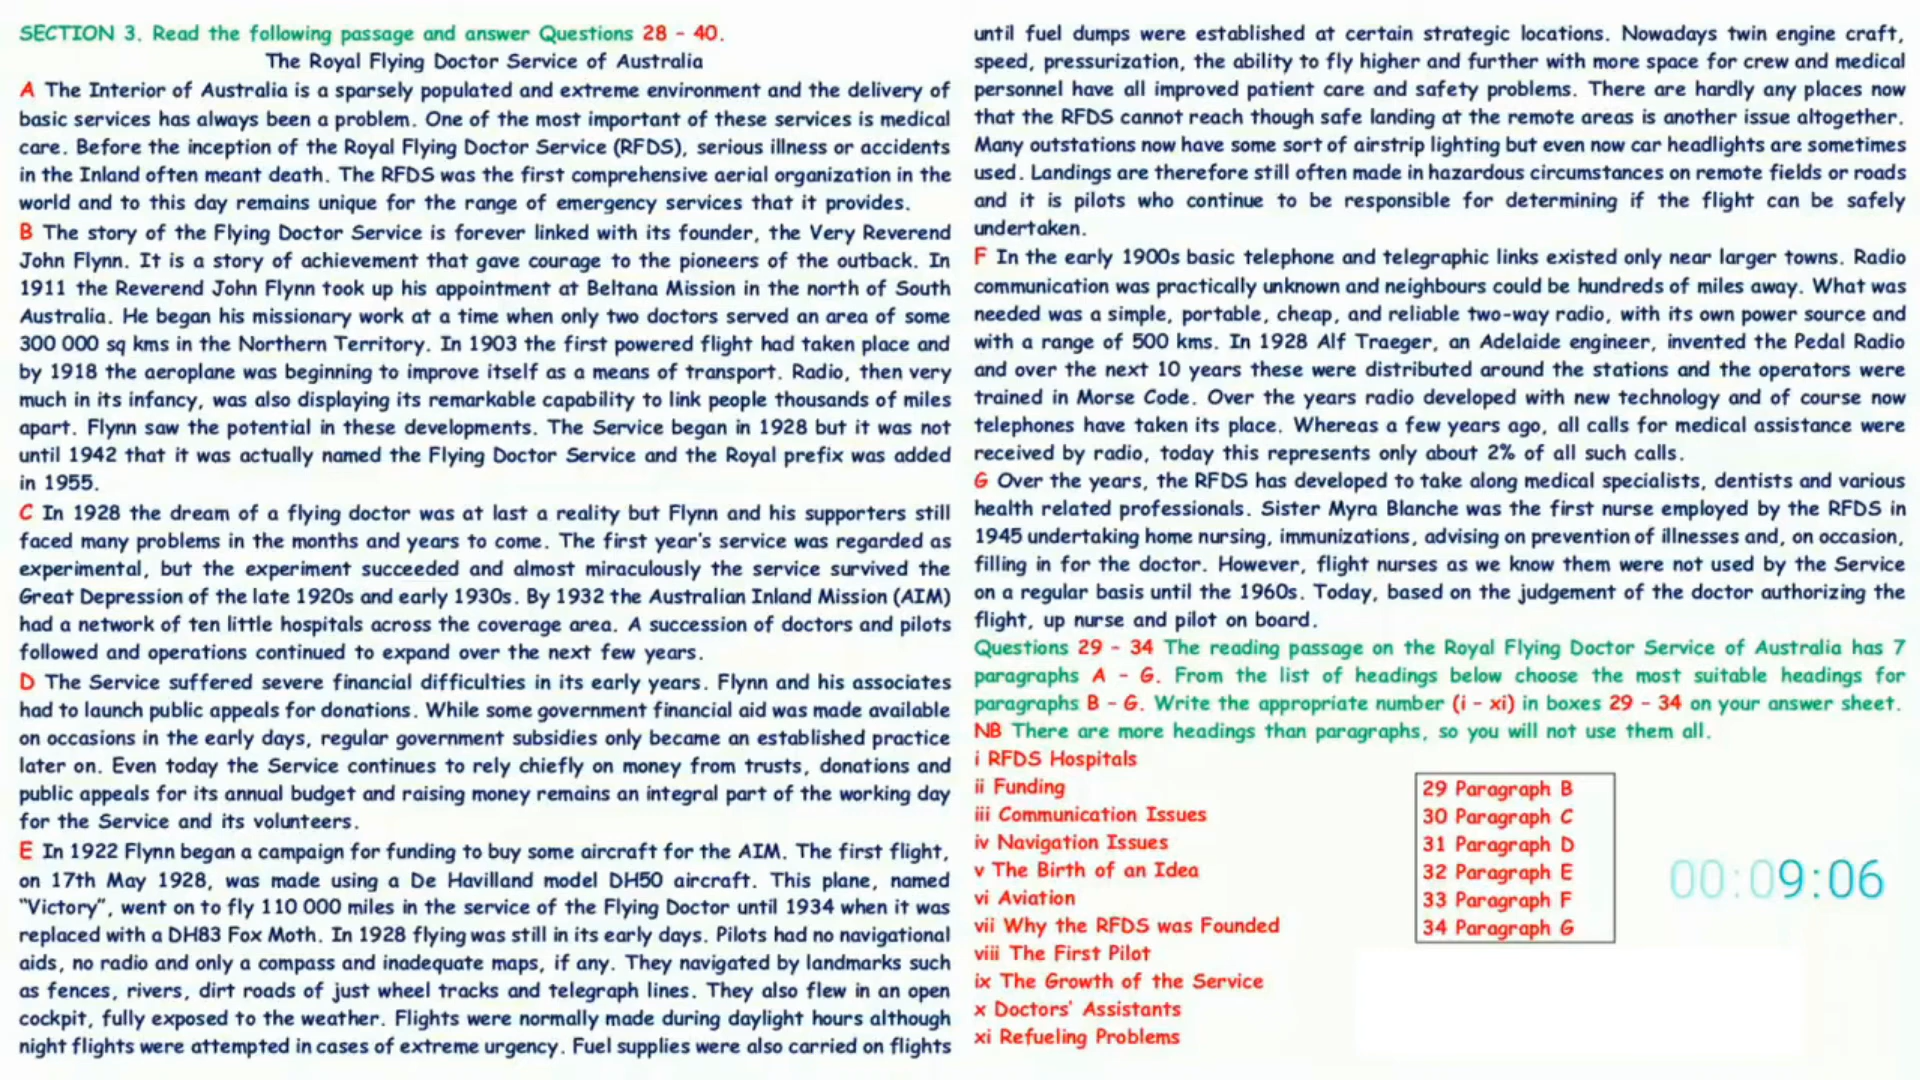 SECTION 3. Read the following passage and answer Questions 28 - 40.
The Royal Flying Doctor Service of Australia
A The Interior of Australia is a sparsely populated and extreme environment and the delivery of
basic services has always been a problem. One of the most important of these services is medical
care. Before the inception of the Royal Flying Doctor Service (RFDS), serious illness or accidents
in the Inland often meant death. The RFDS was the first comprehensive aerial organization in the
world and to this day remains unique for the range of emergency services that it provides.
B The story of the Flying Doctor Service is forever linked with its founder, the Very Reverend
John Flynn. It is a story of achievement that gave courage to the pioneers of the outback. In
1911 the Reverend John Flynn took up his appointment at Beltana Mission in the north of South
Australia. He began his missionary work at a time when only two doctors served an area of some
300 000 sq kms in the Northern Territory. In 1903 the first powered flight had taken place and
by 1918 the aeroplane was beginning to improve itself as a means of transport. Radio, then very
much in its infancy, was also displaying its remarkable capability to link people thousands of miles
apart. Flynn saw the potential in these developments. The Service began in 1928 but it was not
until 1942 that it was actually named the Flying Doctor Service and the Royal prefix was added
in 1955.
C In 1928 the dream of a flying doctor was at last a reality but Flynn and his supporters still
faced many problems in the months and years to come. The first year's service was regarded as
experimental, but the experiment succeeded and almost miraculously the service survived the
Great Depression of the late 1920s and early 1930s. By 1932 the Australian Inland Mission (AIM)
had a network of ten little hospitals across the coverage area. A succession of doctors and pilots
followed and operations continued to expand over the next few years.
D The Service suffered severe financial difficulties in its early years. Flynn and his associates
had to launch public appeals for donations. While some government financial aid was made available
on occasions in the early days, regular government subsidies only became an established practice
later on. Even today the Service continues to rely chiefly on money from trusts, donations and
public appeals for its annual budget and raising money remains an integral part of the working day
for the Service and its volunteers.
E In 1922 Flynn began a campaign for funding to buy some aircraft for the AIM. The first flight,
on 17th May 1928, was made using a De Havilland model DH50 aircraft. This plane, named
“Victory”, went on to fly 110 000 miles in the service of the Flying Doctor until 1934 when it was
replaced with a DH83 Fox Moth. In 1928 flying was still in its early days. Pilots had no navigational
aids, no radio and only a compass and inadequate maps, if any. They navigated by landmarks such
as fences, rivers, dirt roads of just wheel tracks and telegraph lines. They also flew in an open
cockpit, fully exposed to the weather. Flights were normally made during daylight hours although
night flights were attempted in cases of extreme urgency. Fuel supplies were also carried on flights
until fuel dumps were established at certain strategic locations. Nowadays twin engine craft,
speed, pressurization, the ability to fly higher and further with more space for crew and medical
personnel have all improved patient care and safety problems. There are hardly any places now
that the RFDS cannot reach though safe landing at the remote areas is another issue altogether.
Many outstations now have some sort of airstrip lighting but even now car headlights are sometimes
used. Landings are therefore still often made in hazardous circumstances on remote fields or roads
and it is pilots who continue to be responsible for determining if the flight can be safely
undertaken.
F In the early 1900s basic telephone and telegraphic links existed only near larger towns. Radio
communication was practically unknown and neighbours could be hundreds of miles away. What was
needed was a simple, portable, cheap, and reliable two-way radio, with its own power source and
with a range of 500 kms. In 1928 Alf Traeger, an Adelaide engineer, invented the Pedal Radio
and over the next 10 years these were distributed around the stations and the operators were
trained in Morse Code. Over the years radio developed with new technology and of course now
telephones have taken its place. Whereas a few years ago, all calls for medical assistance were
received by radio, today this represents only about 2% of all such calls.
G Over the years, the RFDS has developed to take along medical specialists, dentists and various
health related professionals. Sister Myra Blanche was the first nurse employed by the RFDS in
1945 undertaking home nursing, immunizations, advising on prevention of illnesses and, on occasion,
filling in for the doctor. However, flight nurses as we know them were not used by the Service
on a regular basis until the 1960s. Today, based on the judgement of the doctor authorizing the
flight, up nurse and pilot on board.
Questions 29 - 34 The reading passage on the Royal Flying Doctor Service of Australia has 7
paragraphs A - G. From the list of headings below choose the most suitable headings for
paragraphs B - G. Write the appropriate number (i - xi) in boxes 29 - 34 on your answer sheet.
NB There are more headings than paragraphs, so you will not use them all.
i RFDS Hospitals
ii Funding
iii Communication Issues
iv Navigation Issues
v The Birth of an Idea
vi Aviation
vii Why the RFDS was Founded
viii The First Pilot
ix The Growth of the Service
x Doctors' Assistants
xi Refueling Problems
29 Paragraph B
30 Paragraph C
31 Paragraph D
32 Paragraph E
33 Paragraph F
34 Paragraph G
00:09:06